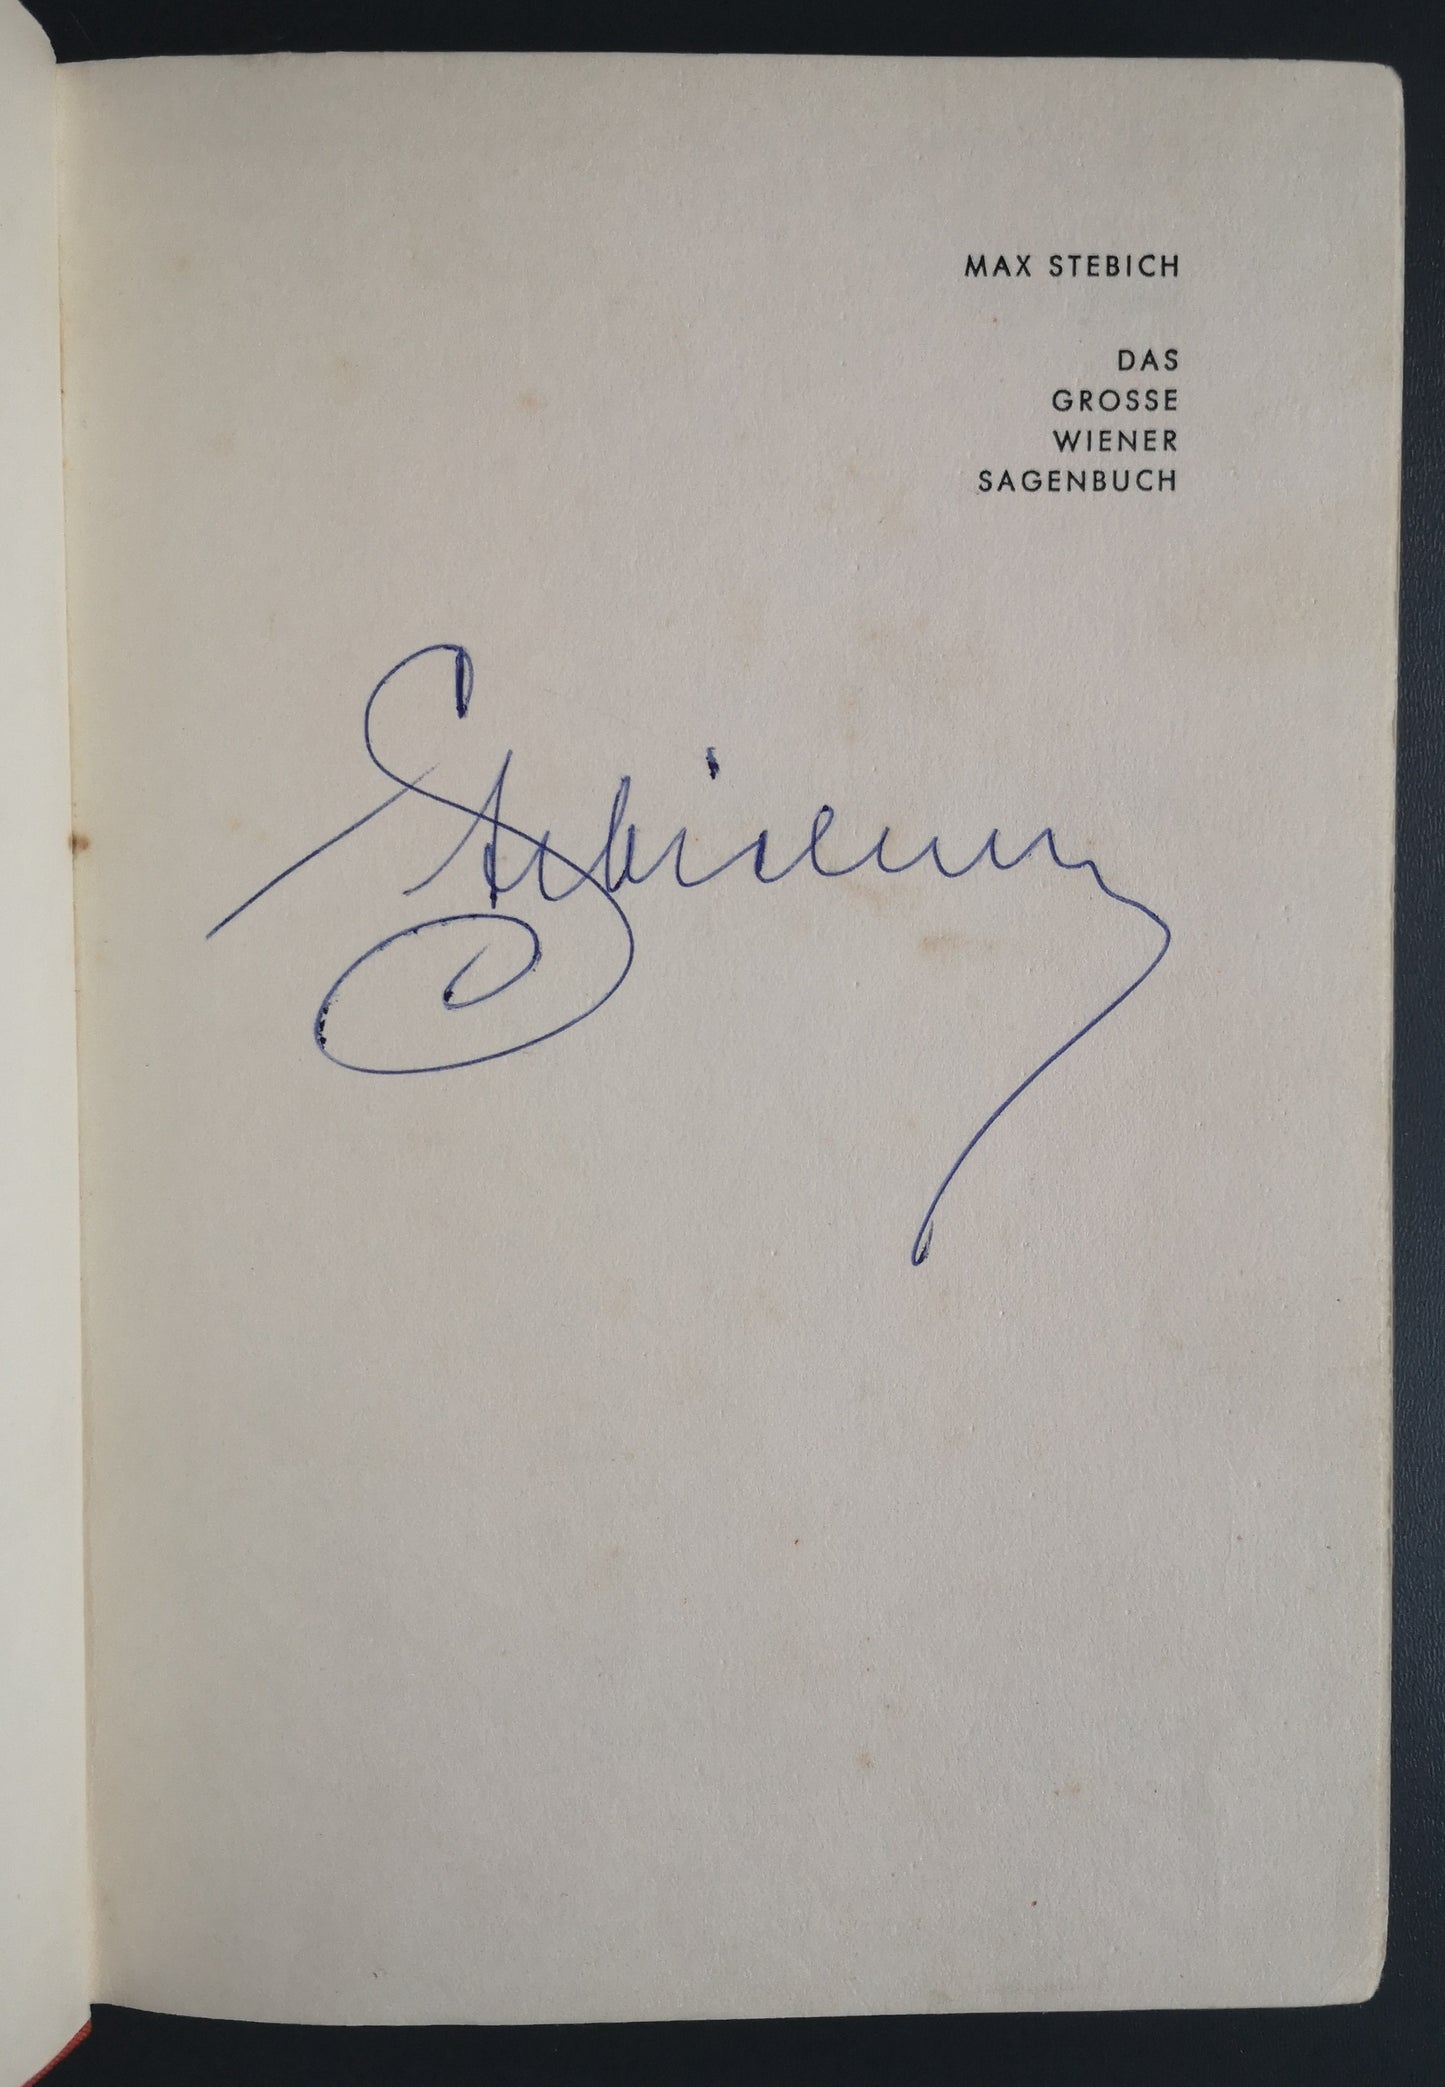 MAX STEBICH
DAS
GROSSE
WIENER
SAGENBUCH